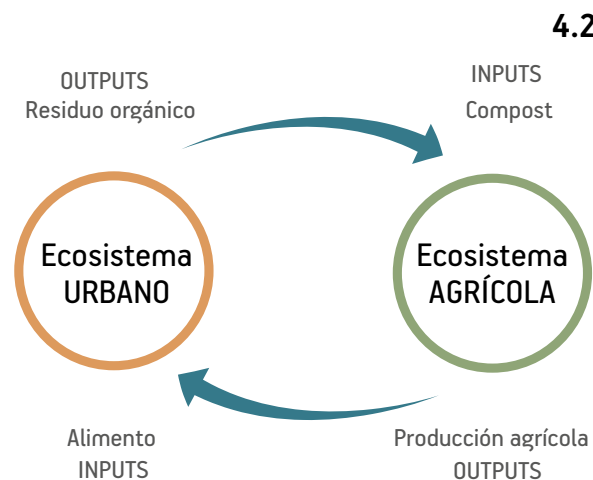 4.2
OUTPUTS
Residuo orgánico
INPUTS
Compost
Ecosistema
URBANO
Ecosistema
AGRÍCOLA
Alimento
INPUTS
Producción agrícola
OUTPUTS